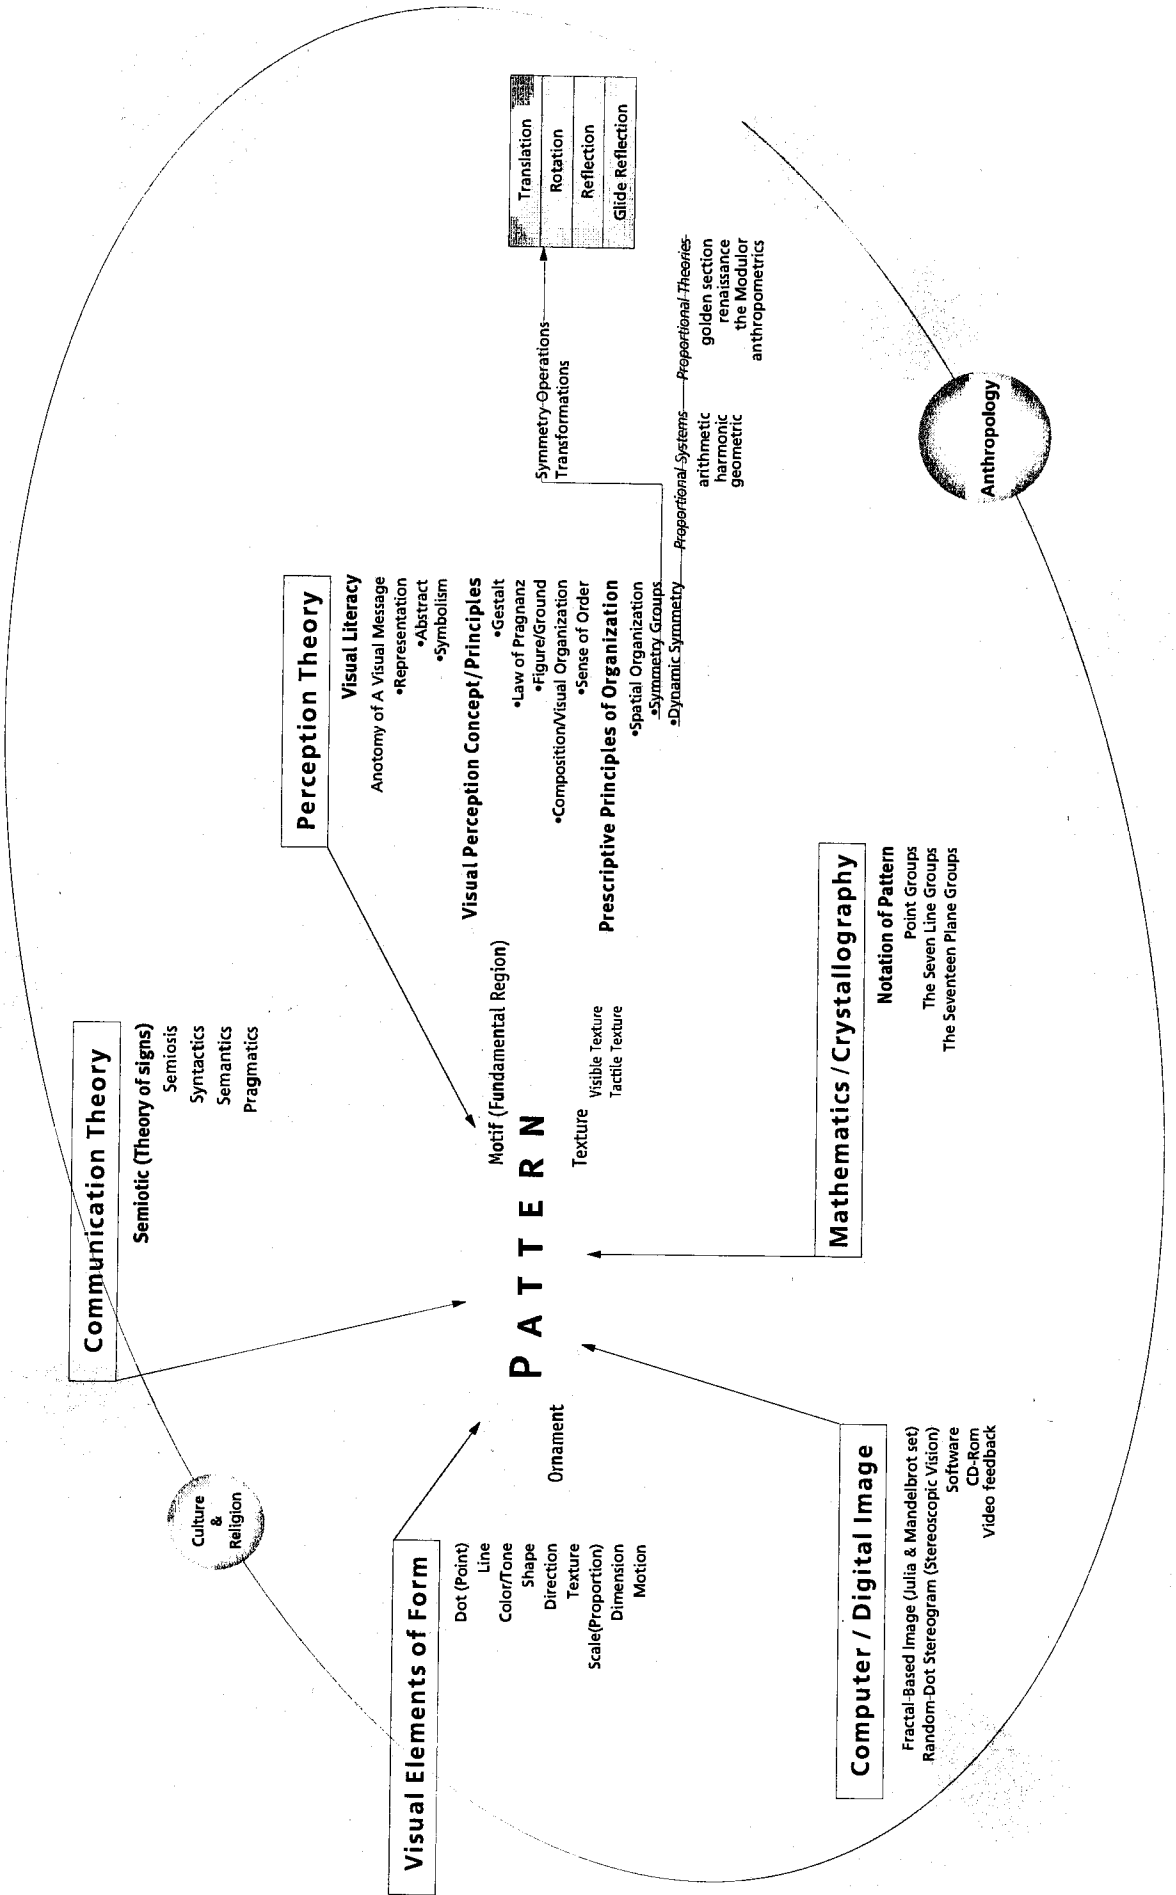 Communication Theory
Semiotic (Theory of signs)
Semiosis
Syntactics
Semantics
Pragmatics
Culture
&
Religion
Perception Theory
Visual Literacy
Anotomy of A Visual Message
•Representation
•Abstract
•Symbolism
Visual Perception Concept/Principles
•Gestalt
•Law of Pragnanz
•Figure/Ground
•Composition/Visual Organization
•Sense of Order
Prescriptive Principles of Organization
•Spatial Organization
•Symmetry Groups
•Dynamic Symmetry
Symmetry Operations
Transformations
Translation
Rotation
Reflection
Glide Reflection
Proportional Systems
arithmetic
harmonic
geometric
Proportional Theories
golden section
renaissance
the Modulor
anthropometrics
Visual Elements of Form
Dot (Point)
Line
Color/Tone
Shape
Direction
Texture
Scale(Proportion)
Dimension
Motion
Motif (Fundamental Region)
PATTERN
Ornament
Texture
Visible Texture
Tactile Texture
Computer / Digital Image
Fractal-Based Image (Julia & Mandelbrot set)
Random-Dot Stereogram (Stereoscopic Vision)
Software
CD-Rom
Video feedback
Mathematics / Crystallography
Notation of Pattern
Point Groups
The Seven Line Groups
The Seventeen Plane Groups
Anthropology